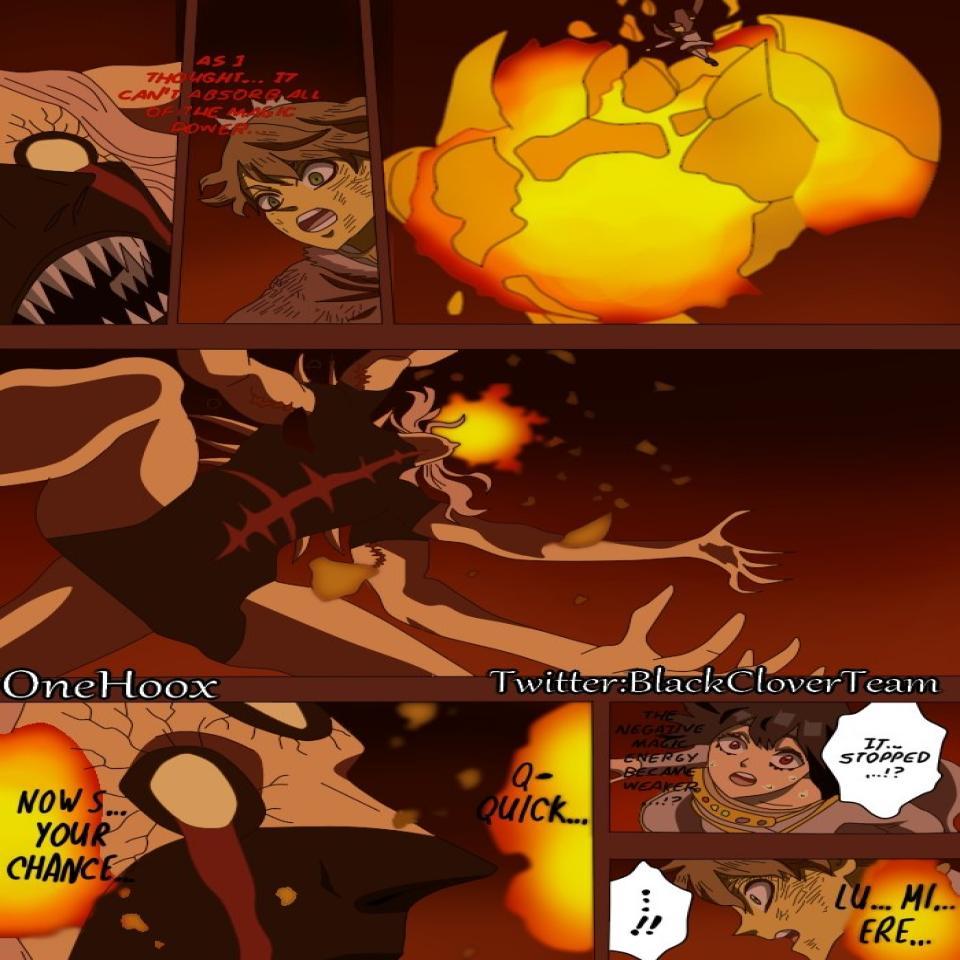 AS I
THOUGHT... IT
CAN'T ABSORB ALL
OF THE MAGIC
POWER...
OneHoox
Twitter:BlackCloverTeam
NOW'S...
YOUR
CHANCE...
Q-
QUICK...
THE
NEGATIVE
MAGIC
ENERGY
BECAME
WEAKER
...!?
IT...
STOPPED
...!?
...!!
LU... MI...
ERE...